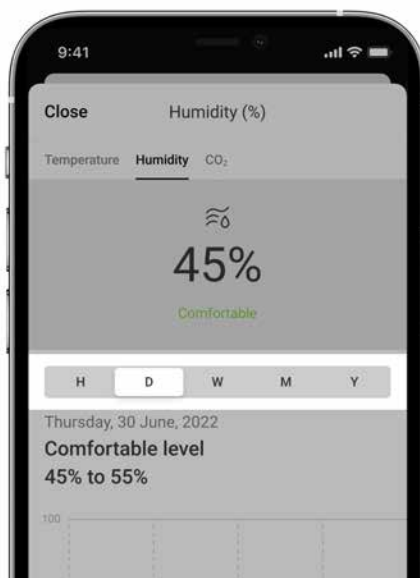 9:41
Close Humidity (%)
Temperature Humidity CO₂
45%
Comfortable
H D W M Y
Thursday, 30 June, 2022
Comfortable level
45% to 55%
100